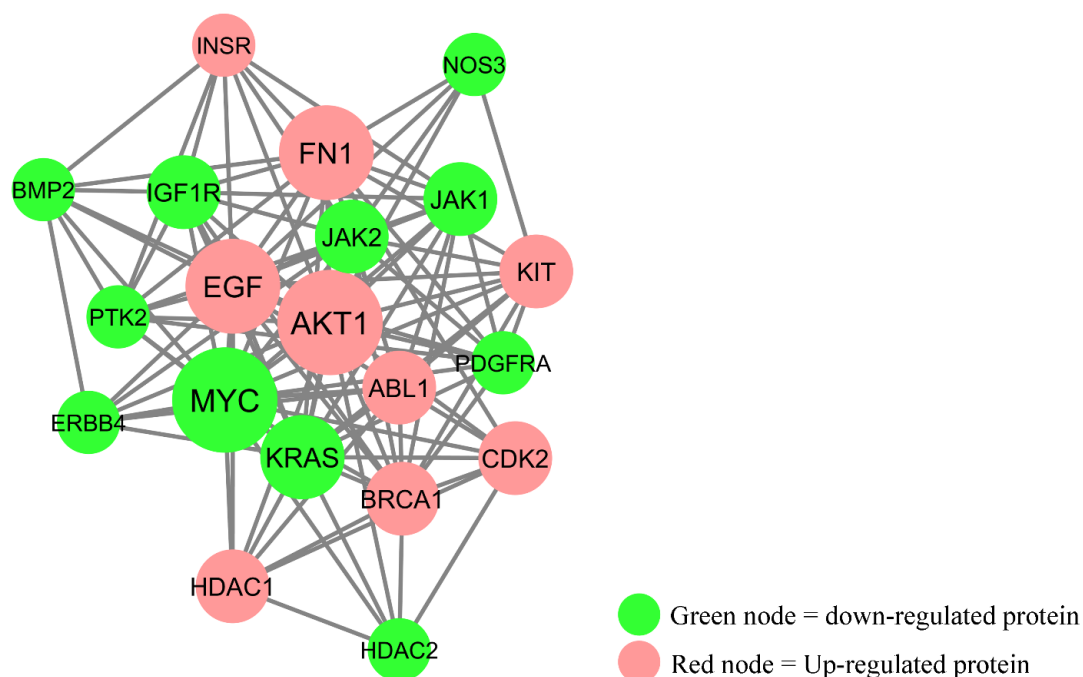 INSR
NOS3
FN1
BMP2
IGF1R
JAK1
JAK2
KIT
EGF
PTK2
AKT1
PDGFRA
ABL1
MYC
ERBB4
KRAS
CDK2
BRCA1
HDAC1
HDAC2
Green node = down-regulated protein
Red node = Up-regulated protein